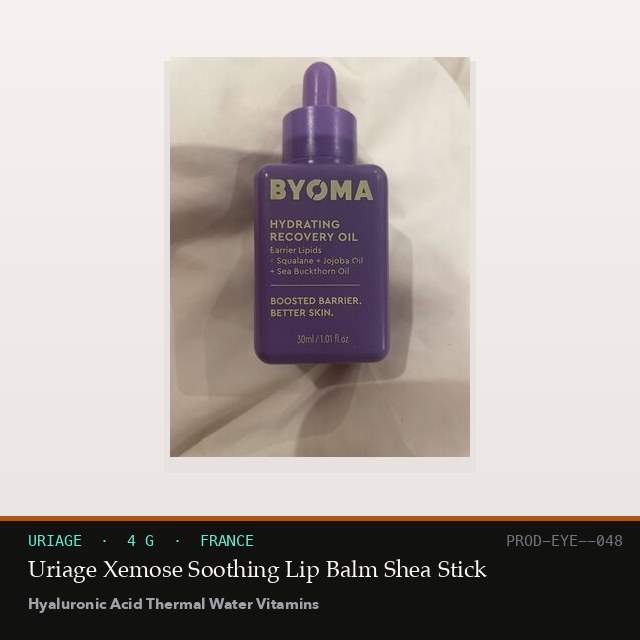 BYOMA
HYDRATING
RECOVERY OIL
Barrier Lipids
+ Squalane + Jojoba Oil
+ Sea Buckthorn Oil
BOOSTED BARRIER.
BETTER SKIN.
30ml / 1.01 fl.oz
URIAGE · 4 G · FRANCE
PROD-EYE--048
Uriage Xemose Soothing Lip Balm Shea Stick
Hyaluronic Acid Thermal Water Vitamins